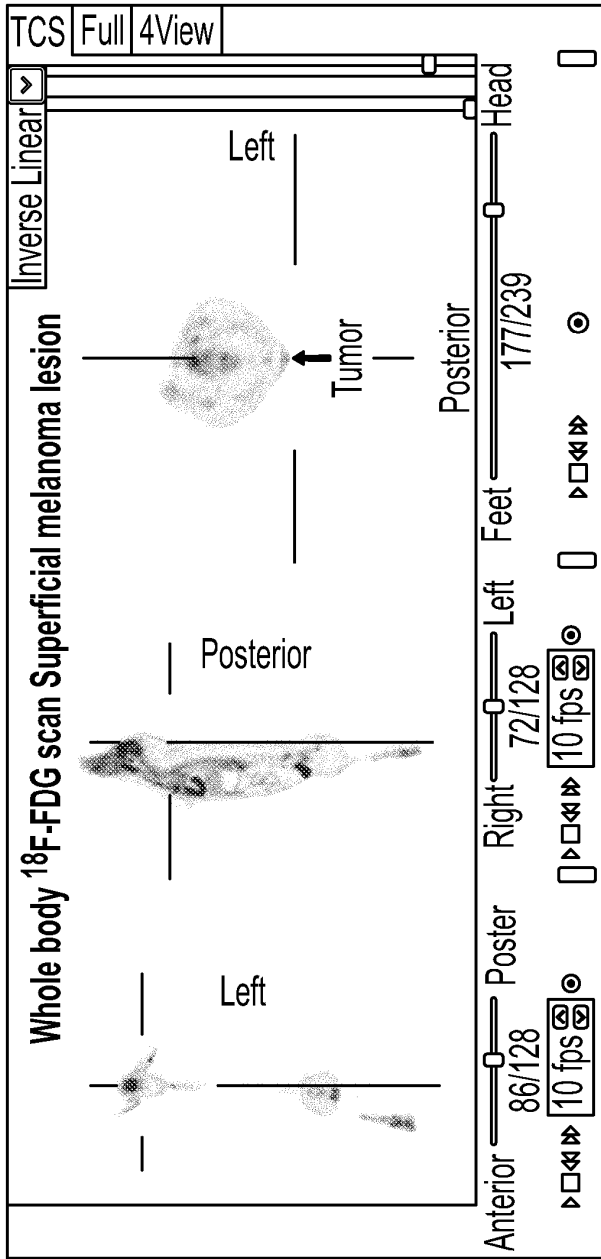 TCS Full 4View
Inverse Linear
Whole body 18F-FDG scan Superficial melanoma lesion
Left
Posterior
Left
Tumor
Posterior
Anterior Poster
86/128
10 fps
Right Left
72/128
10 fps
Feet Head
177/239